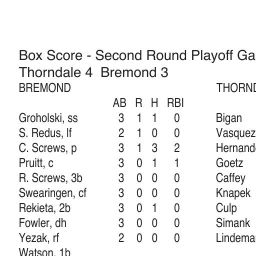 Box Score - Second Round Playoff Ga
Thorndale 4 Bremond 3
BREMOND THORND
AB R H RBI
Groholski, ss 3 1 1 0 Bigan
S. Redus, lf 2 1 0 0 Vasquez
C. Screws, p 3 1 3 2 Hernand
Pruitt, c 3 0 1 1 Goetz
R. Screws, 3b 3 0 0 0 Caffey
Swearingen, cf 3 0 0 0 Knapek
Rekieta, 2b 3 0 1 0 Culp
Fowler, dh 3 0 0 0 Simank
Yezak, rf 2 0 0 0 Lindema
Watson, 1b